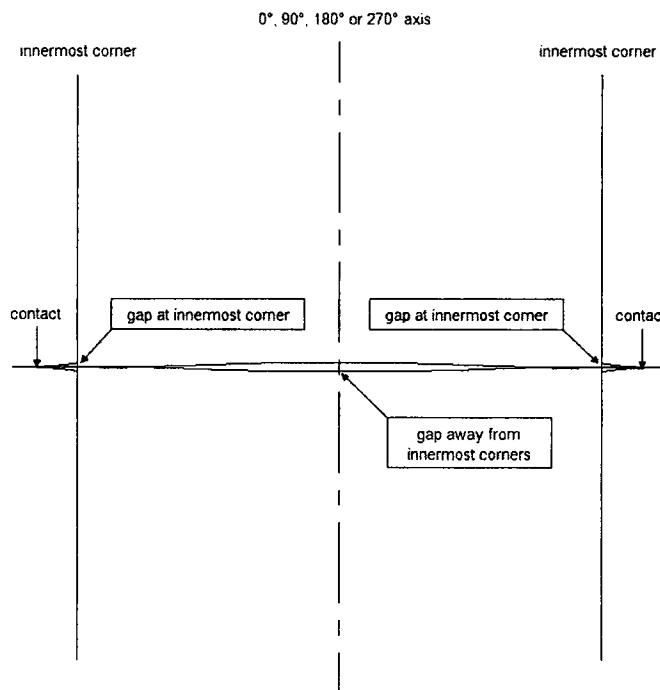 0°, 90°, 180° or 270° axis
innermost corner
innermost corner
contact
gap at innermost corner
gap at innermost corner
contact
gap away from
innermost corners